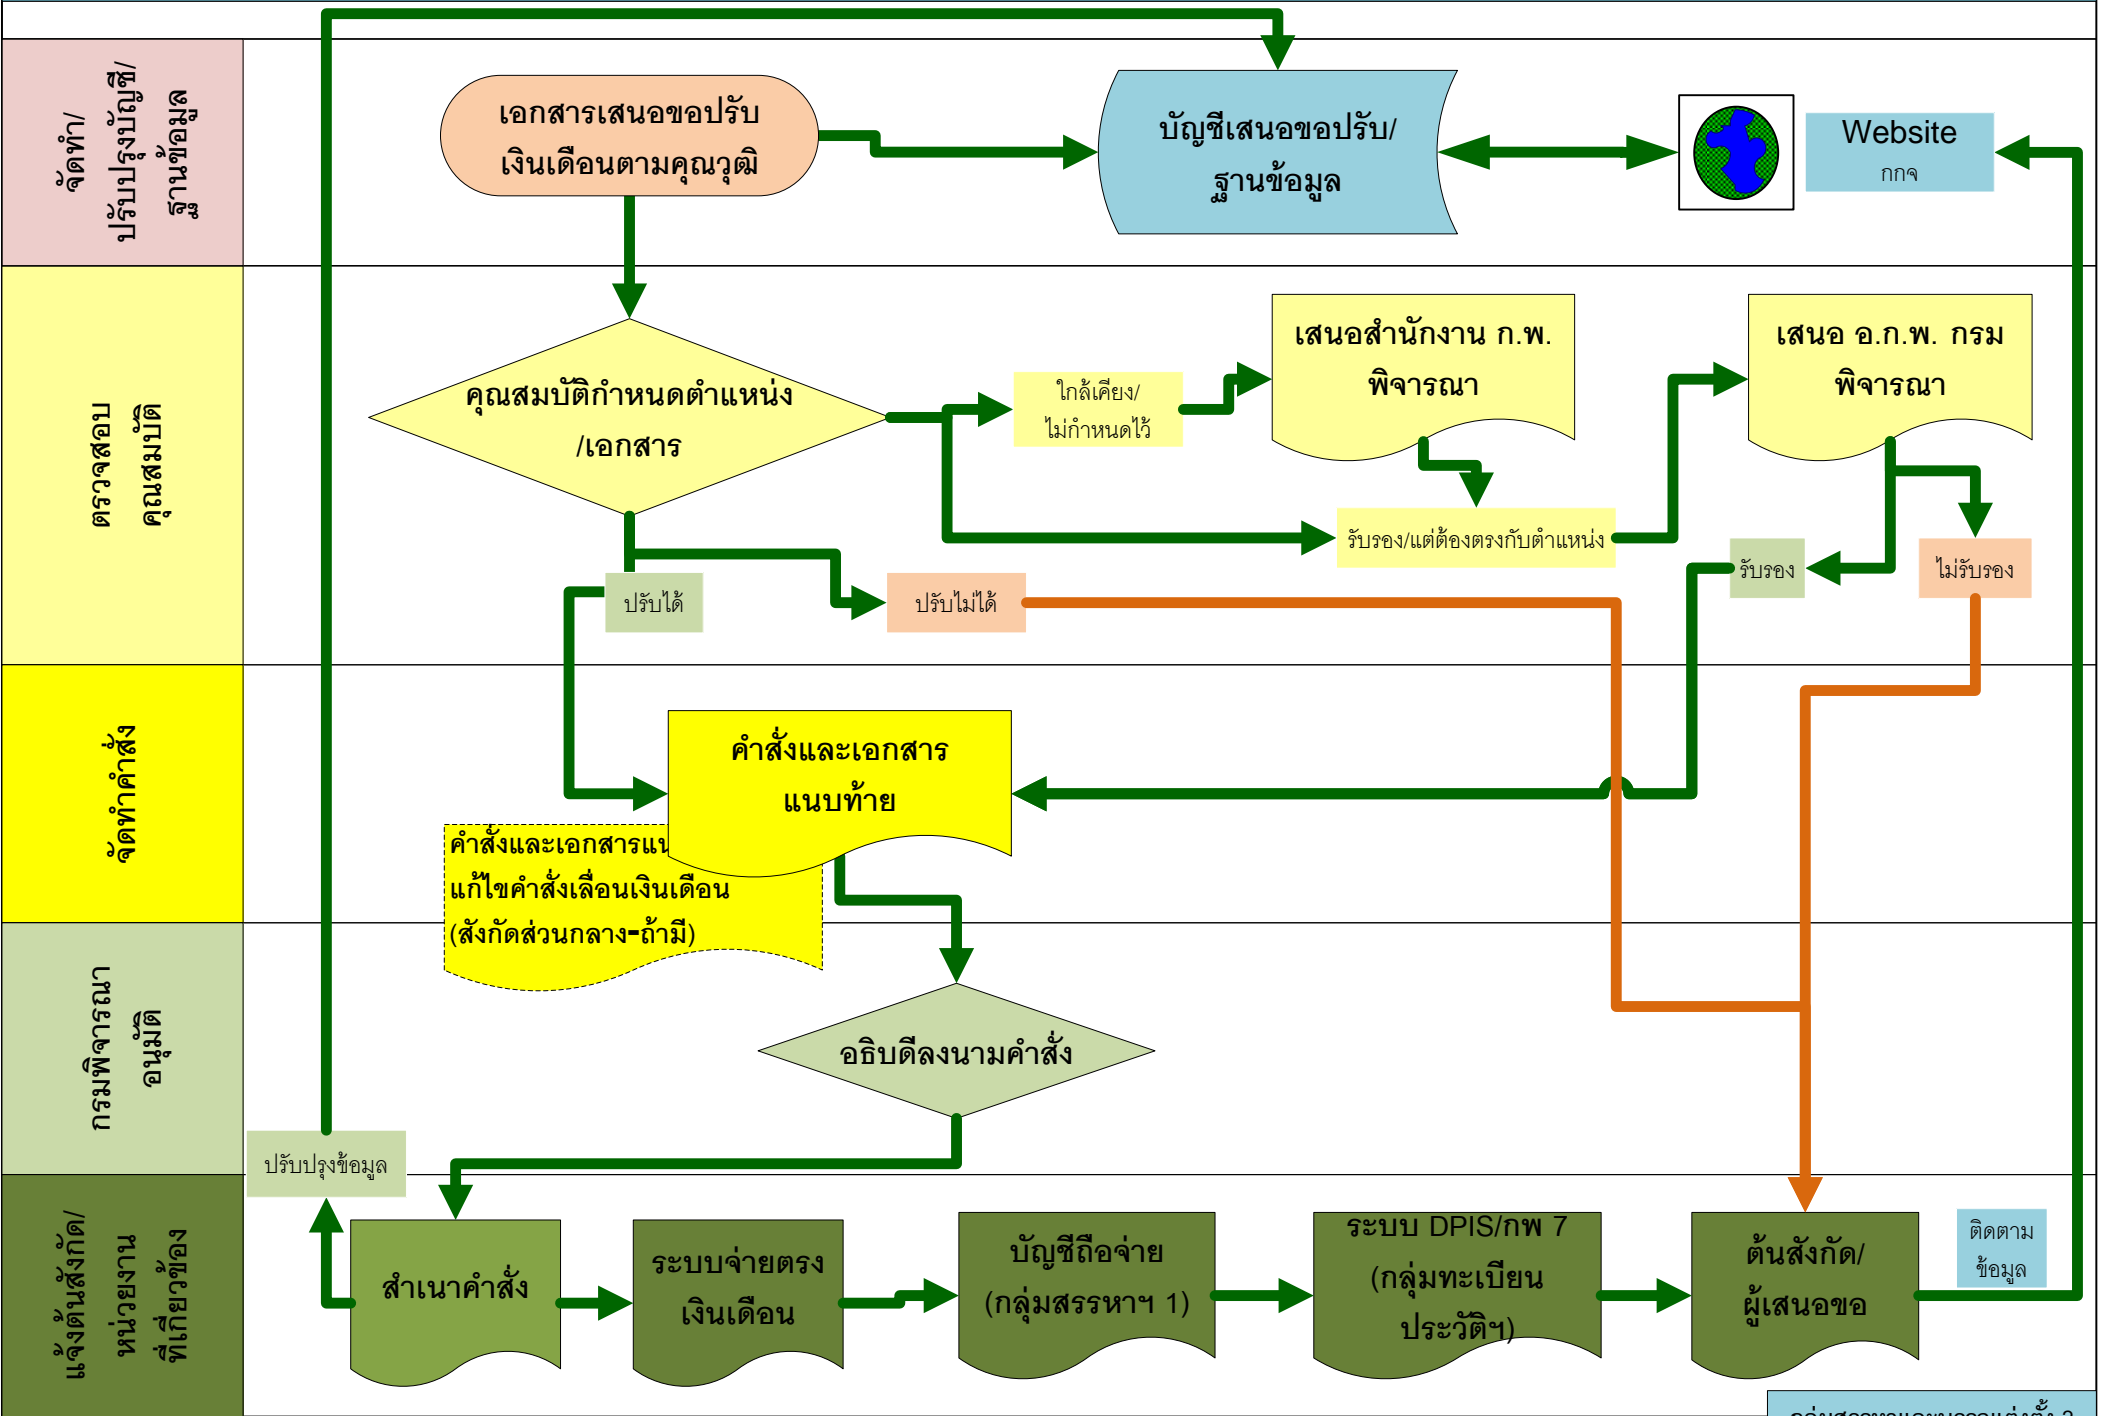 จัดทำ/
ปรับปรุงบัญชี/
ฐานข้อมูล
เอกสารเสนอขอปรับ
เงินเดือนตามคุณวุฒิ
บัญชีเสนอขอปรับ/
ฐานข้อมูล
Website
กกจ
ตรวจสอบ
คุณสมบัติ
คุณสมบัติกำหนดตำแหน่ง
/เอกสาร
ใกล้เคียง/
ไม่กำหนดไว้
เสนอสำนักงาน ก.พ.
พิจารณา
เสนอ อ.ก.พ. กรม
พิจารณา
รับรอง/แต่ต้องตรงกับตำแหน่ง
รับรอง
ไม่รับรอง
ปรับได้
ปรับไม่ได้
จัดทำคำสั่ง
คำสั่งและเอกสาร
แนบท้าย
คำสั่งและเอกสารแน
แก้ไขคำสั่งเลื่อนเงินเดือน
(สังกัดส่วนกลาง-ถ้ามี)
กรมพิจารณา
อนุมัติ
อธิบดีลงนามคำสั่ง
ปรับปรุงข้อมูล
แจ้งต้นสังกัด/
หน่วยงาน
ที่เกี่ยวข้อง
สำเนาคำสั่ง
ระบบจ่ายตรง
เงินเดือน
บัญชีถือจ่าย
(กลุ่มสรรหาฯ 1)
ระบบ DPIS/กพ 7
(กลุ่มทะเบียน
ประวัติฯ)
ต้นสังกัด/
ผู้เสนอขอ
ติดตาม
ข้อมูล